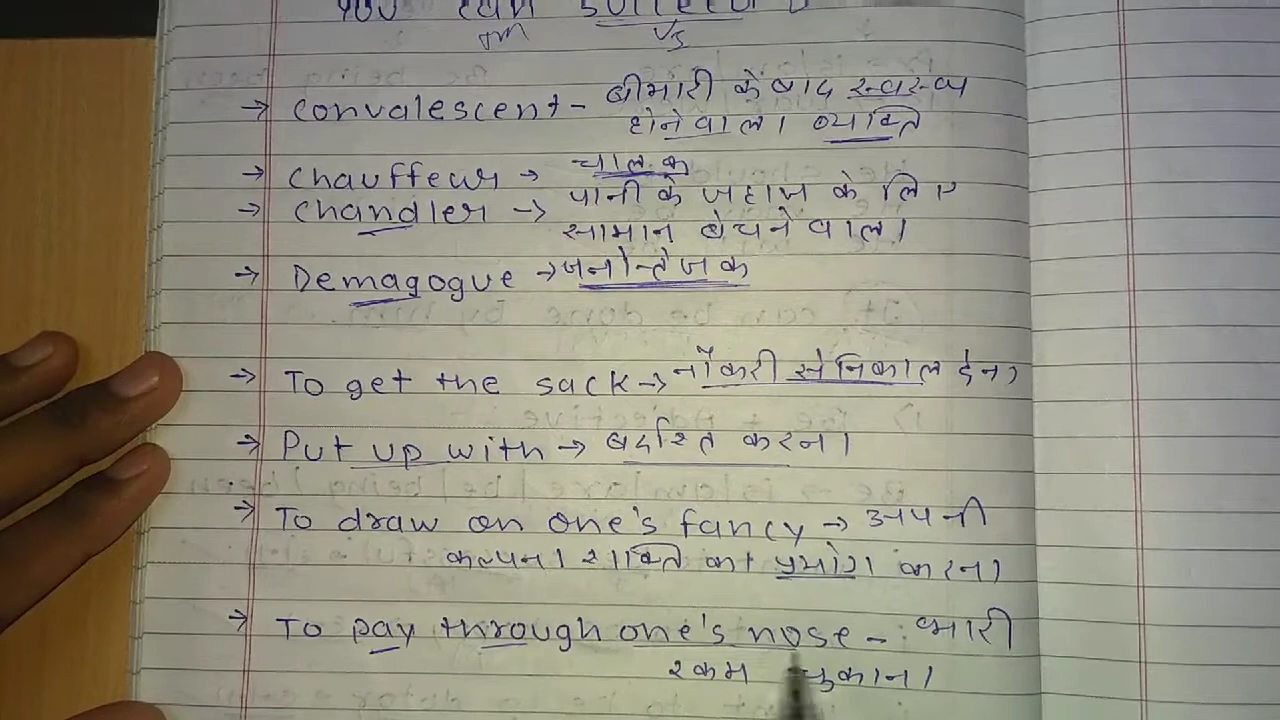 convalescent - बीमारी के बाद स्वस्थ
होने वाला व्यक्ति
→ chauffeur → चालक
→ chandler → पानी के जहाज के लिए
सामान बेचने वाला
→ Demagogue → जनोत्तेजक
→ To get the sack → नौकरी से निकाल देना
→ Put up with → बर्दाश्त करना
→ To draw on one's fancy → अपनी
कल्पना शक्ति का प्रयोग करना
→ To pay through one's nose - भारी
रकम चुकाना